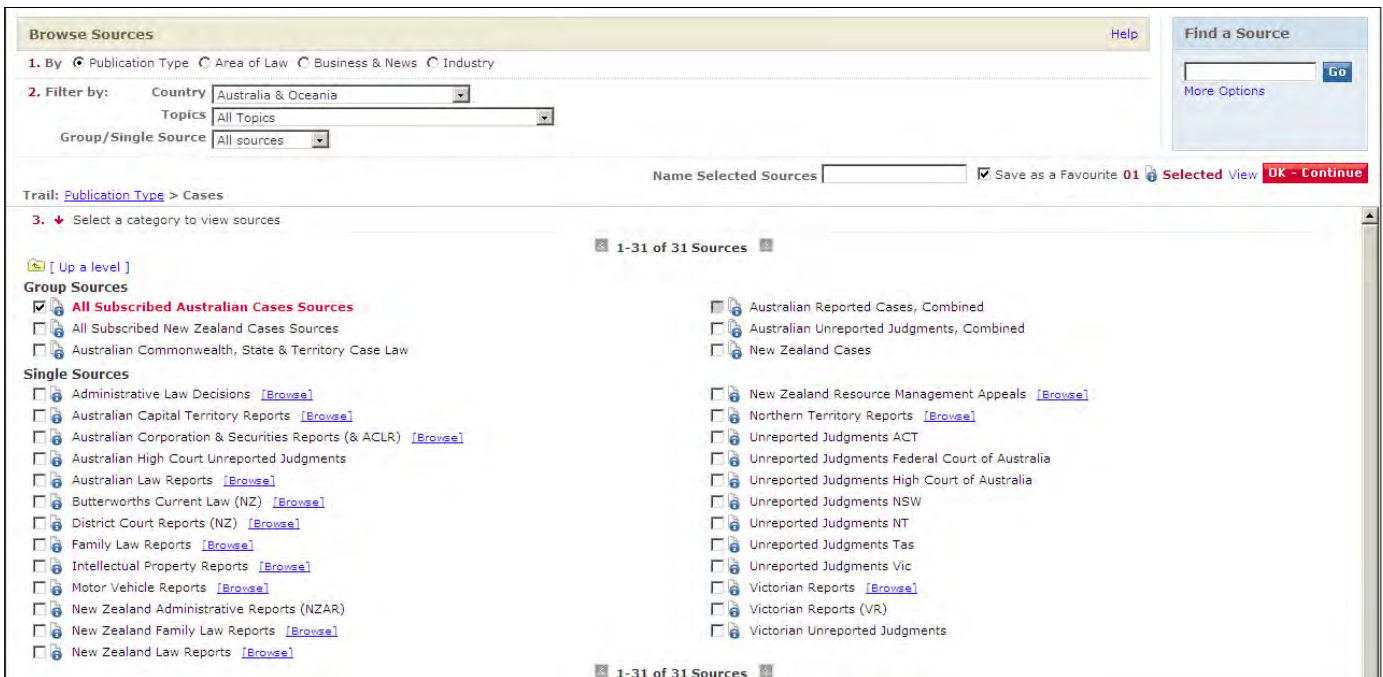 Browse Sources
Help
Find a Source
1. By Publication Type Area of Law Business & News Industry
Go
More Options
2. Filter by: Country Australia & Oceania
Topics All Topics
Group/Single Source All sources
Name Selected Sources Save as a Favourite 01 Selected View OK - Continue
Trail: Publication Type > Cases
3. Select a category to view sources
1-31 of 31 Sources
[ Up a level ]
Group Sources
All Subscribed Australian Cases Sources
All Subscribed New Zealand Cases Sources
Australian Commonwealth, State & Territory Case Law
Australian Reported Cases, Combined
Australian Unreported Judgments, Combined
New Zealand Cases
Single Sources
Administrative Law Decisions [Browse]
Australian Capital Territory Reports [Browse]
Australian Corporation & Securities Reports (& ACLR) [Browse]
Australian High Court Unreported Judgments
Australian Law Reports [Browse]
Butterworths Current Law (NZ) [Browse]
District Court Reports (NZ) [Browse]
Family Law Reports [Browse]
Intellectual Property Reports [Browse]
Motor Vehicle Reports [Browse]
New Zealand Administrative Reports (NZAR)
New Zealand Family Law Reports [Browse]
New Zealand Law Reports [Browse]
New Zealand Resource Management Appeals [Browse]
Northern Territory Reports [Browse]
Unreported Judgments ACT
Unreported Judgments Federal Court of Australia
Unreported Judgments High Court of Australia
Unreported Judgments NSW
Unreported Judgments NT
Unreported Judgments Tas
Unreported Judgments Vic
Victorian Reports [Browse]
Victorian Reports (VR)
Victorian Unreported Judgments
1-31 of 31 Sources